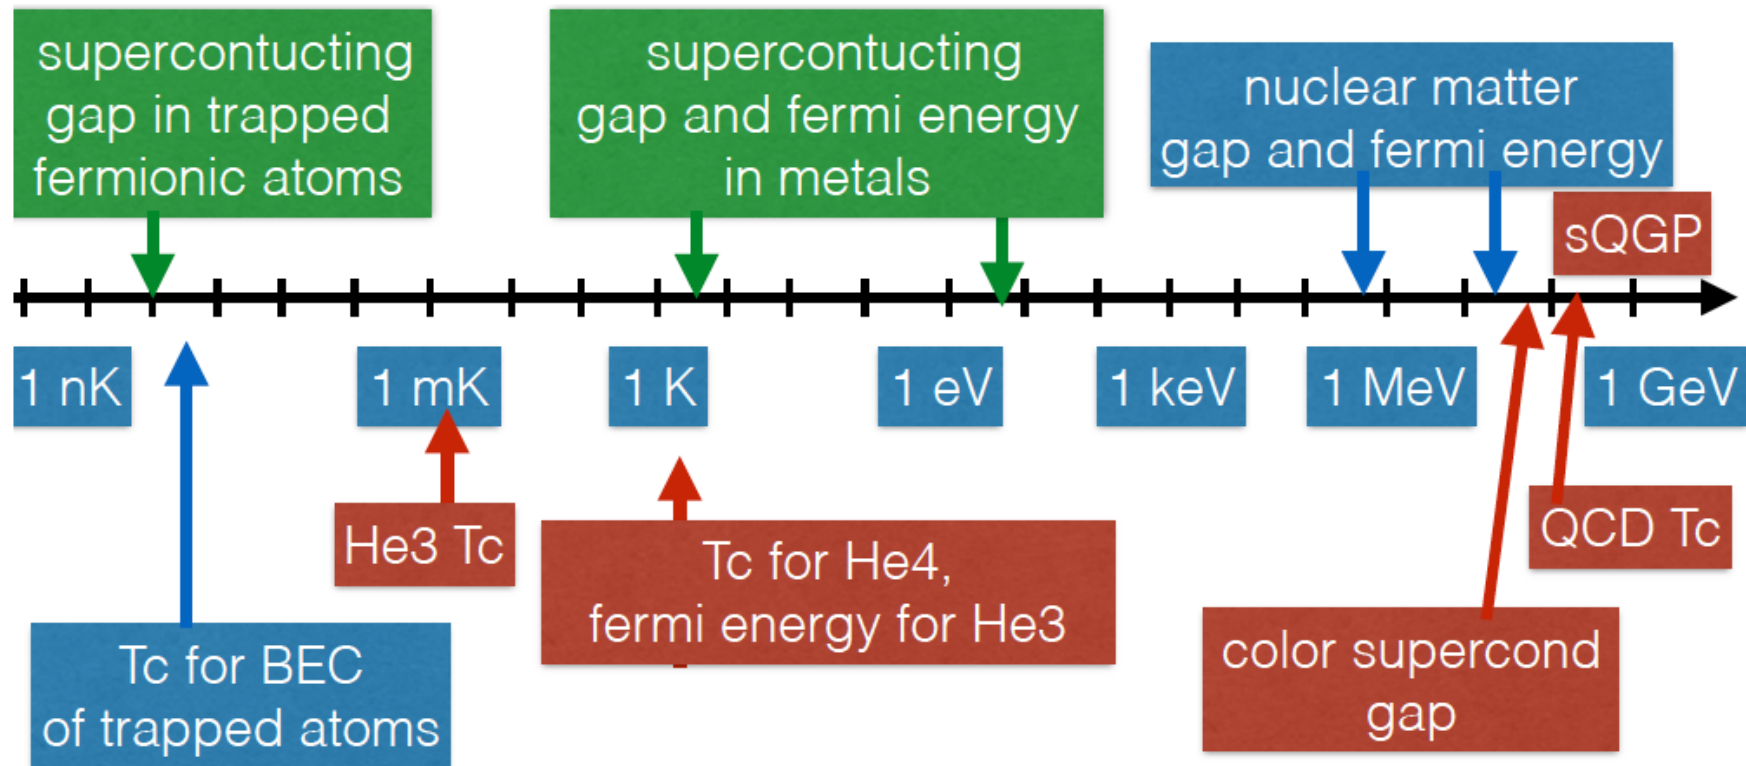 supercontucting
gap in trapped
fermionic atoms
supercontucting
gap and fermi energy
in metals
nuclear matter
gap and fermi energy
sQGP
1 nK
1 mK
1 K
1 eV
1 keV
1 MeV
1 GeV
He3 Tc
Tc for He4,
fermi energy for He3
QCD Tc
Tc for BEC
of trapped atoms
color supercond
gap